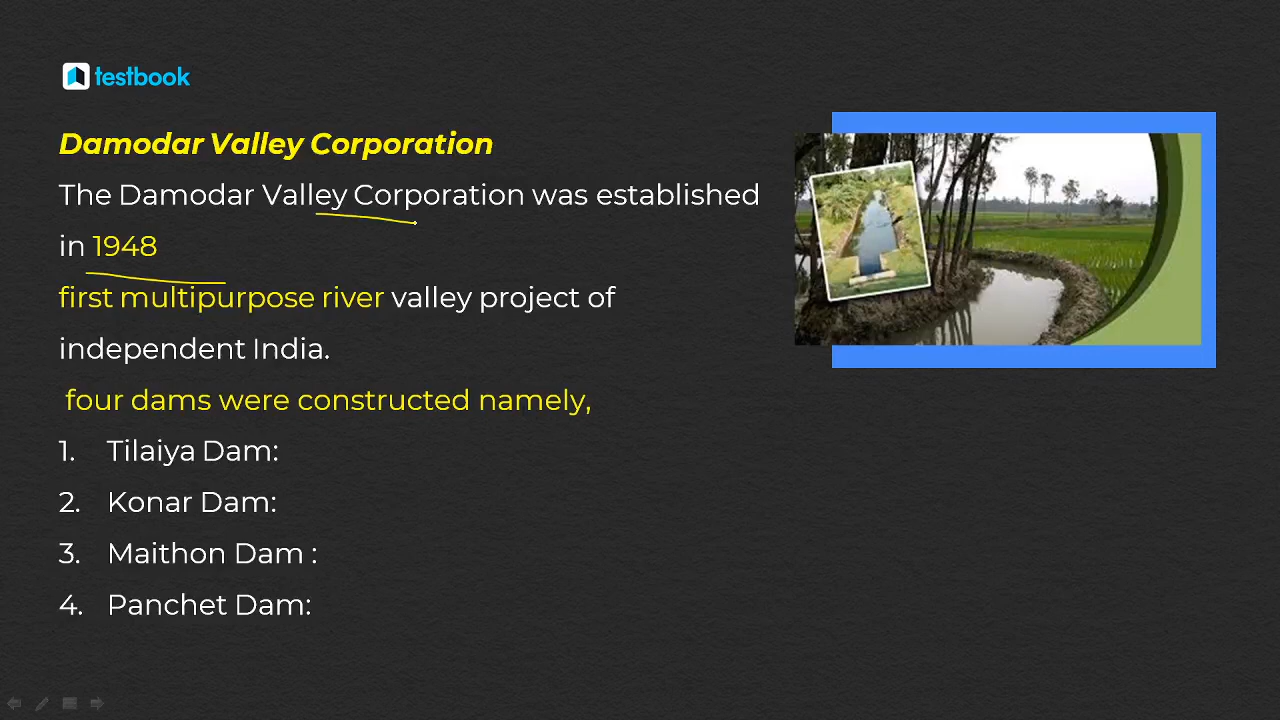 testbook
Damodar Valley Corporation
The Damodar Valley Corporation was established
in 1948
first multipurpose river valley project of
independent India.
four dams were constructed namely,
1. Tilaiya Dam:
2. Konar Dam:
3. Maithon Dam :
4. Panchet Dam: